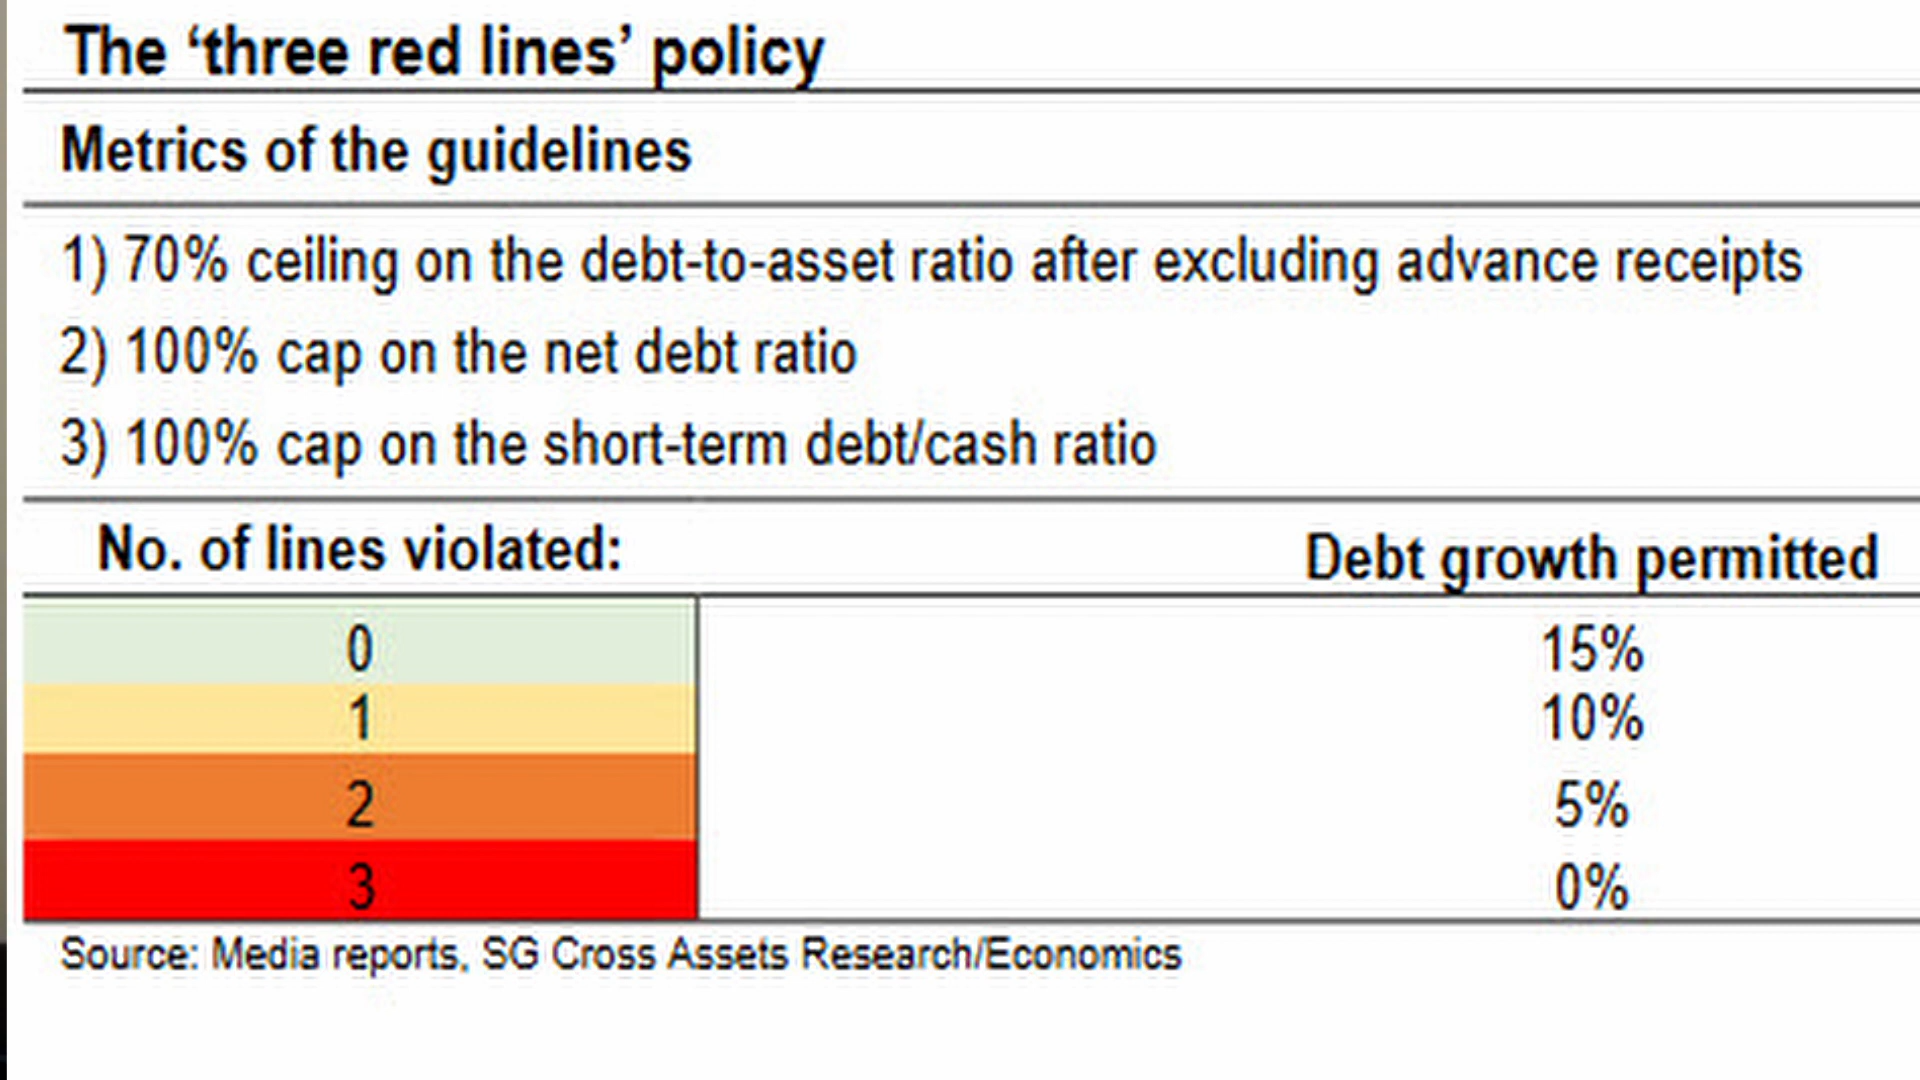 The ‘three red lines’ policy
Metrics of the guidelines
1) 70% ceiling on the debt-to-asset ratio after excluding advance receipts
2) 100% cap on the net debt ratio
3) 100% cap on the short-term debt/cash ratio
No. of lines violated: Debt growth permitted
0 15%
1 10%
2 5%
3 0%
Source: Media reports, SG Cross Assets Research/Economics